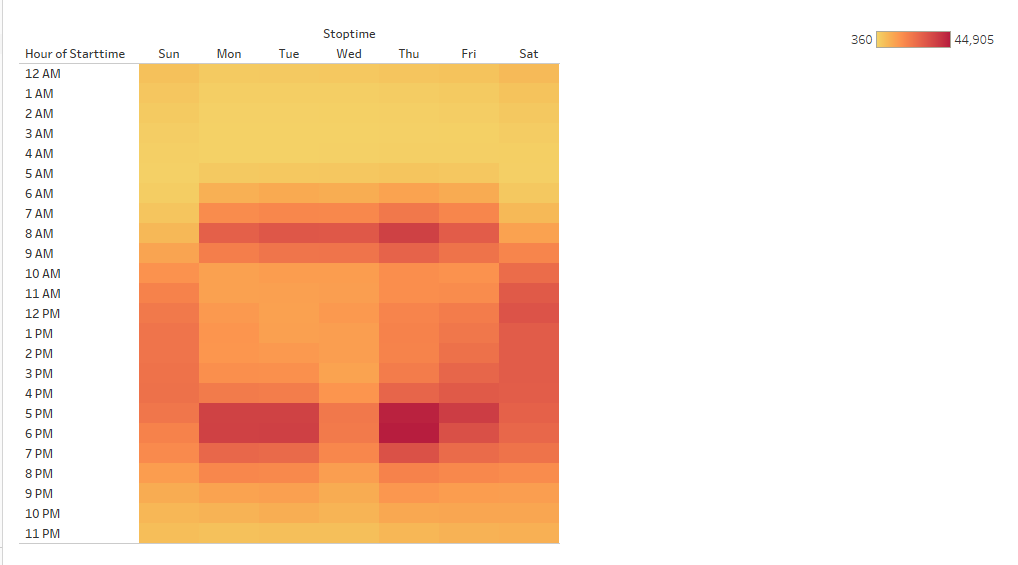 Stoptime
360 44,905
Hour of Starttime Sun Mon Tue Wed Thu Fri Sat
12 AM
1 AM
2 AM
3 AM
4 AM
5 AM
6 AM
7 AM
8 AM
9 AM
10 AM
11 AM
12 PM
1 PM
2 PM
3 PM
4 PM
5 PM
6 PM
7 PM
8 PM
9 PM
10 PM
11 PM